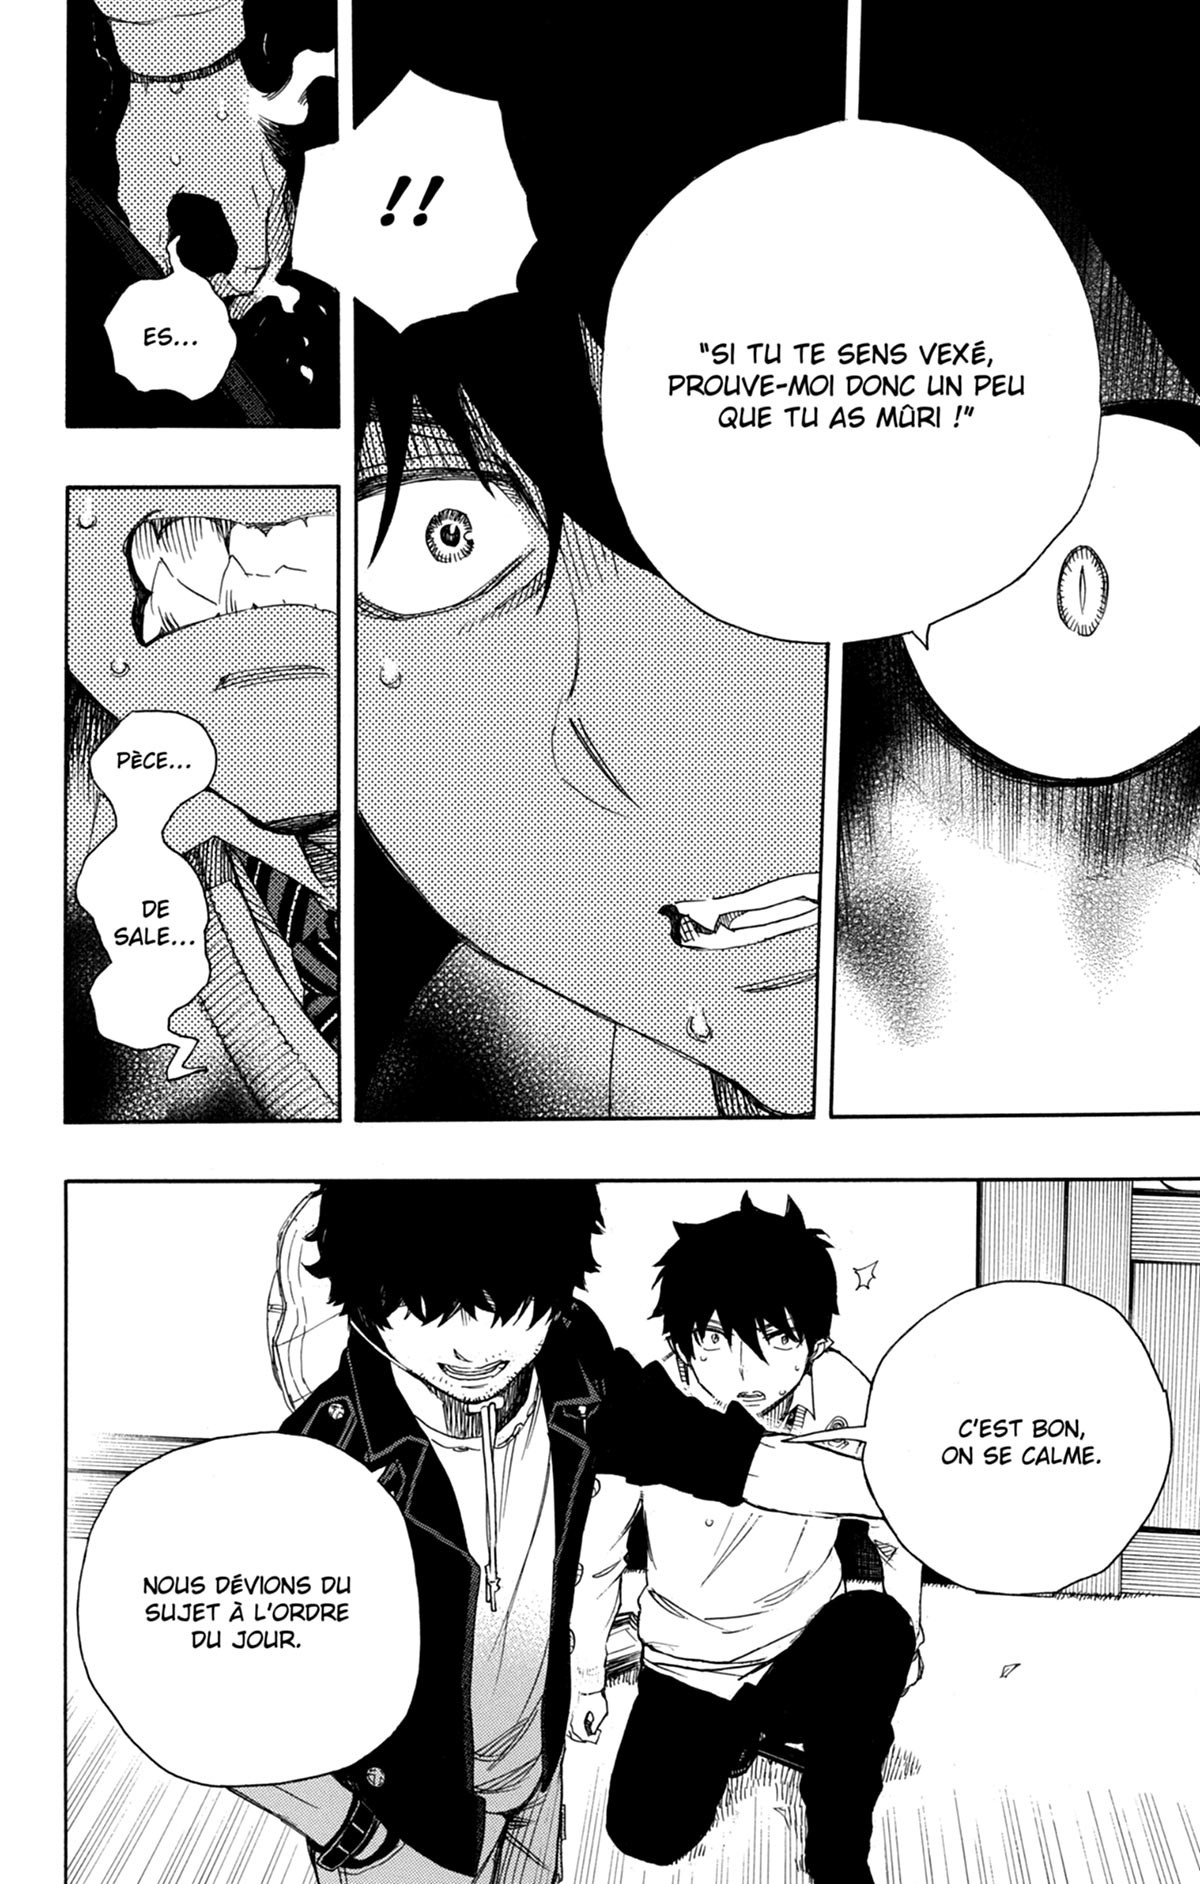 "SI TU TE SENS VEXÉ,
PROUVE-MOI DONC UN PEU
QUE TU AS MÛRI !"
!!
ES...
PÈCE...
DE
SALE...
C'EST BON,
ON SE CALME.
NOUS DÉVIONS DU
SUJET À L'ORDRE
DU JOUR.